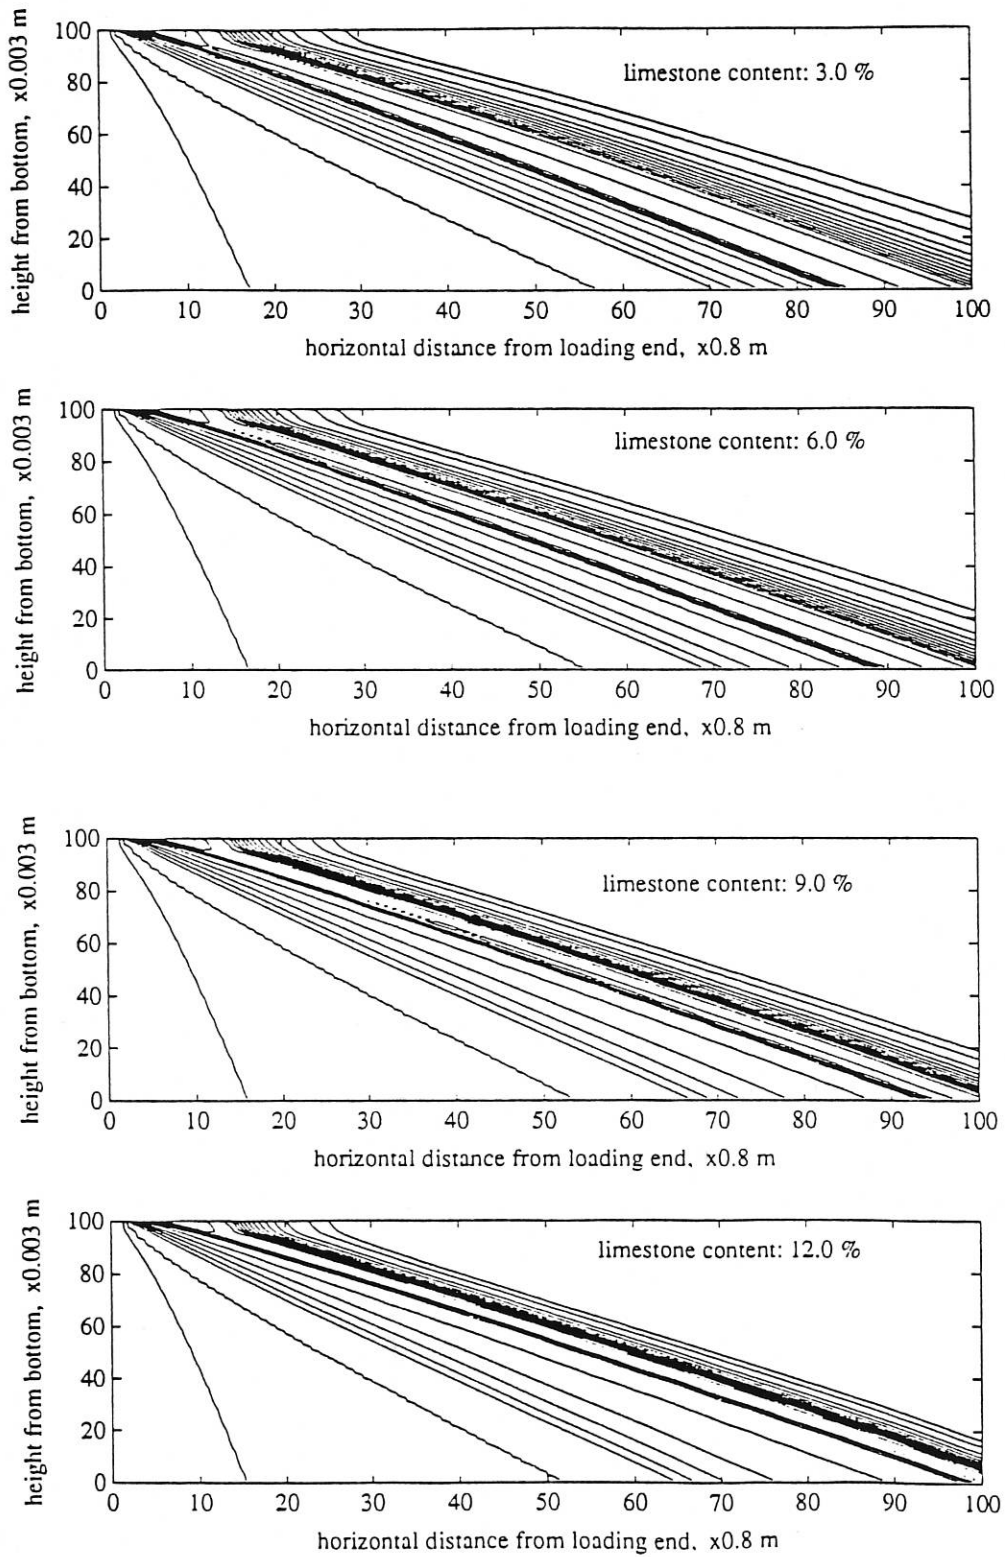 height from bottom, x0.003 m
100
80
60
40
20
0
limestone content: 3.0 %
0 10 20 30 40 50 60 70 80 90 100
horizontal distance from loading end, x0.8 m
height from bottom, x0.003 m
100
80
60
40
20
0
limestone content: 6.0 %
0 10 20 30 40 50 60 70 80 90 100
horizontal distance from loading end, x0.8 m
height from bottom, x0.003 m
100
80
60
40
20
0
limestone content: 9.0 %
0 10 20 30 40 50 60 70 80 90 100
horizontal distance from loading end, x0.8 m
height from bottom, x0.003 m
100
80
60
40
20
0
limestone content: 12.0 %
0 10 20 30 40 50 60 70 80 90 100
horizontal distance from loading end, x0.8 m